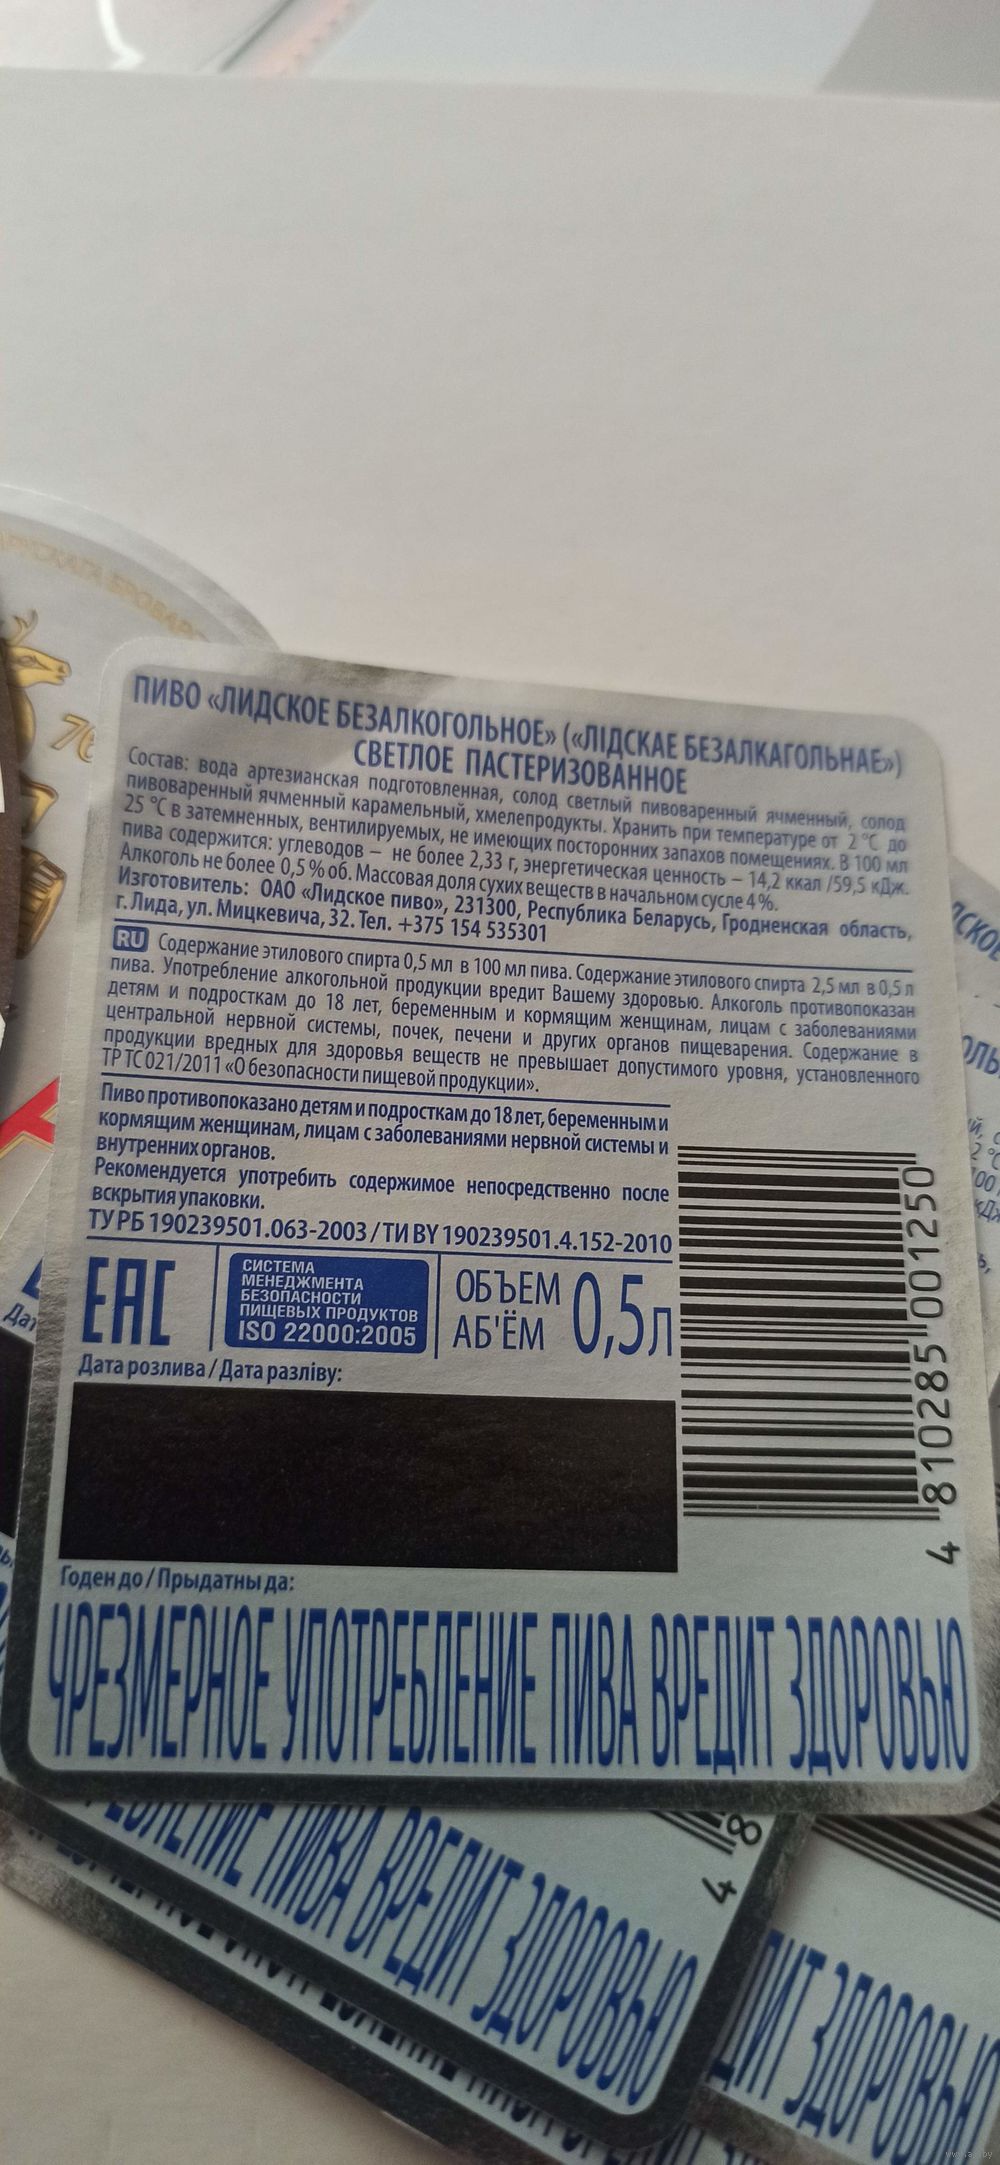 ПИВО «ЛИДСКОЕ БЕЗАЛКОГОЛЬНОЕ» («ЛІДСКАЕ БЕЗАЛКАГОЛЬНАЕ»)
СВЕТЛОЕ ПАСТЕРИЗОВАННОЕ
Состав: вода артезианская подготовленная, солод светлый пивоваренный ячменный, солод
пивоваренный ячменный карамельный, хмелепродукты. Хранить при температуре от 2 °С до
25 °С в затемненных, вентилируемых, не имеющих посторонних запахов помещениях. В 100 мл
пива содержится: углеводов – не более 2,33 г, энергетическая ценность – 14,2 ккал /59,5 кДж.
Алкоголь не более 0,5 % об. Массовая доля сухих веществ в начальном сусле 4 %.
Изготовитель: ОАО «Лидское пиво», 231300, Республика Беларусь, Гродненская область,
г. Лида, ул. Мицкевича, 32. Тел. +375 154 535301
RU Содержание этилового спирта 0,5 мл в 100 мл пива. Содержание этилового спирта 2,5 мл в 0,5 л
пива. Употребление алкогольной продукции вредит Вашему здоровью. Алкоголь противопоказан
детям и подросткам до 18 лет, беременным и кормящим женщинам, лицам с заболеваниями
центральной нервной системы, почек, печени и других органов пищеварения. Содержание в
продукции вредных для здоровья веществ не превышает допустимого уровня, установленного
ТР ТС 021/2011 «О безопасности пищевой продукции».
Пиво противопоказано детям и подросткам до 18 лет, беременным и
кормящим женщинам, лицам с заболеваниями нервной системы и
внутренних органов.
Рекомендуется употребить содержимое непосредственно после
вскрытия упаковки.
ТУ РБ 190239501.063-2003 / ТИ BY 190239501.4.152-2010
EAC
СИСТЕМА
МЕНЕДЖМЕНТА
БЕЗОПАСНОСТИ
ПИЩЕВЫХ ПРОДУКТОВ
ISO 22000:2005
ОБЪЕМ
АБ'ЁМ
0,5л
4 810285 001250
Дата розлива / Дата разліву:
Годен до / Прыдатны да:
ЧРЕЗМЕРНОЕ УПОТРЕБЛЕНИЕ ПИВА ВРЕДИТ ЗДОРОВЬЮ
ПИВА ВРЕДИТ ЗДОРОВЬЮ
4 8
ЗДОРОВЬЮ